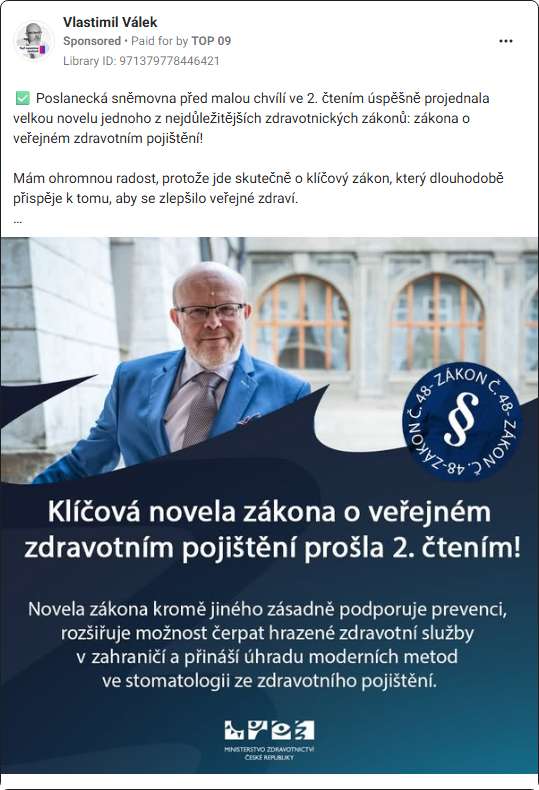 Vlastimil Válek
Sponsored • Paid for by TOP 09
Library ID: 971379778446421
✅ Poslanecká sněmovna před malou chvílí ve 2. čtením úspěšně projednala
velkou novelu jednoho z nejdůležitějších zdravotnických zákonů: zákona o
veřejném zdravotním pojištění!
Mám ohromnou radost, protože jde skutečně o klíčový zákon, který dlouhodobě
přispěje k tomu, aby se zlepšilo veřejné zdraví.
...
ZÁKON Č. 48- ZÁKON Č. 48-ZÁKON Č. 48-
§
Klíčová novela zákona o veřejném
zdravotním pojištění prošla 2. čtením!
Novela zákona kromě jiného zásadně podporuje prevenci,
rozšiřuje možnost čerpat hrazené zdravotní služby
v zahraničí a přináší úhradu moderních metod
ve stomatologii ze zdravotního pojištění.
MINISTERSTVO ZDRAVOTNICTVÍ
ČESKÉ REPUBLIKY